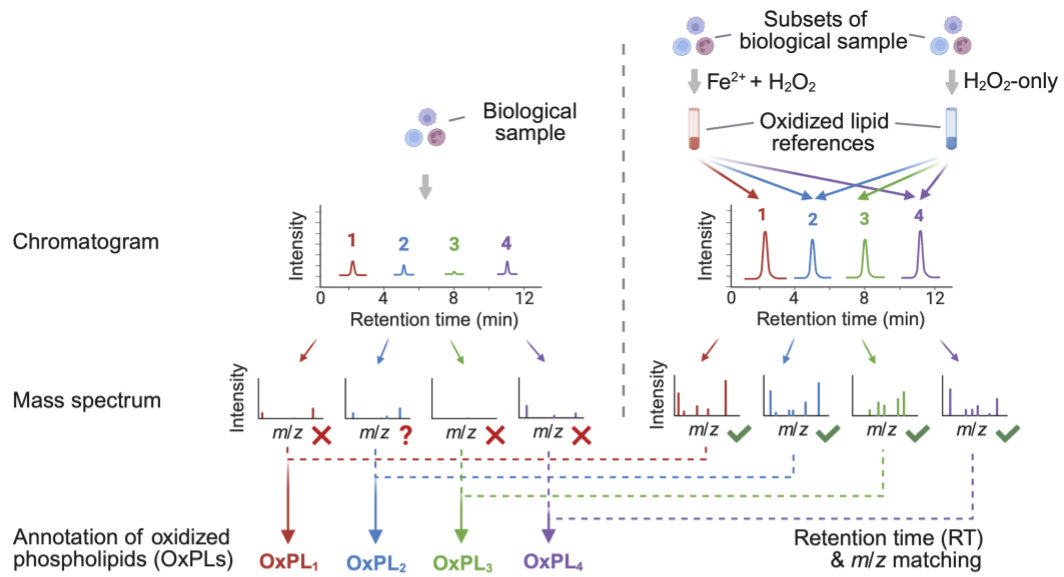 Subsets of
biological sample
Fe²⁺ + H₂O₂
H₂O₂-only
Biological
sample
Oxidized lipid
references
Chromatogram
Intensity
1
2
3
4
0
4
8
12
Retention time (min)
Intensity
1
2
3
4
0
4
8
12
Retention time (min)
Mass spectrum
Intensity
m/z
m/z ?
m/z
m/z
Intensity
m/z
m/z
m/z
m/z
Annotation of oxidized
phospholipids (OxPLs)
OxPL₁
OxPL₂
OxPL₃
OxPL₄
Retention time (RT)
& m/z matching